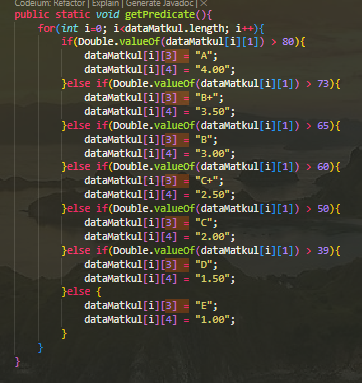 Codeium: Refactor | Explain | Generate Javadoc | ×
public static void getPredicate(){
    for(int i=0; i<dataMatkul.length; i++){
        if(Double.valueOf(dataMatkul[i][1]) > 80){
            dataMatkul[i][3] = "A";
            dataMatkul[i][4] = "4.00";
        }else if(Double.valueOf(dataMatkul[i][1]) > 73){
            dataMatkul[i][3] = "B+";
            dataMatkul[i][4] = "3.50";
        }else if(Double.valueOf(dataMatkul[i][1]) > 65){
            dataMatkul[i][3] = "B";
            dataMatkul[i][4] = "3.00";
        }else if(Double.valueOf(dataMatkul[i][1]) > 60){
            dataMatkul[i][3] = "C+";
            dataMatkul[i][4] = "2.50";
        }else if(Double.valueOf(dataMatkul[i][1]) > 50){
            dataMatkul[i][3] = "C";
            dataMatkul[i][4] = "2.00";
        }else if(Double.valueOf(dataMatkul[i][1]) > 39){
            dataMatkul[i][3] = "D";
            dataMatkul[i][4] = "1.50";
        }else {
            dataMatkul[i][3] = "E";
            dataMatkul[i][4] = "1.00";
        }
    }
}